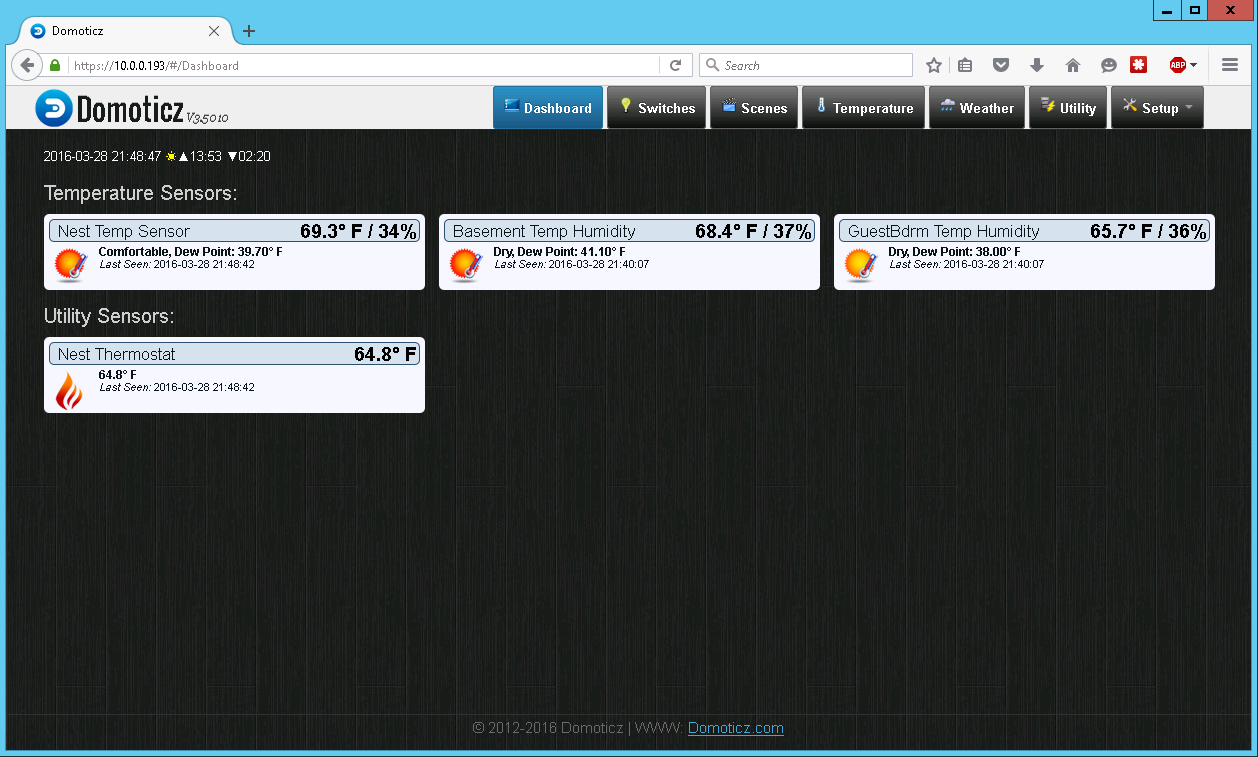 Domoticz
https://10.0.0.193/#/Dashboard
Search
ABP
Domoticz V3.5010
Dashboard
Switches
Scenes
Temperature
Weather
Utility
Setup
2016-03-28 21:48:47 ☀▲13:53 ▼02:20
Temperature Sensors:
Nest Temp Sensor 69.3° F / 34%
Comfortable, Dew Point: 39.70° F
Last Seen: 2016-03-28 21:48:42
Basement Temp Humidity 68.4° F / 37%
Dry, Dew Point: 41.10° F
Last Seen: 2016-03-28 21:40:07
GuestBdrm Temp Humidity 65.7° F / 36%
Dry, Dew Point: 38.00° F
Last Seen: 2016-03-28 21:40:07
Utility Sensors:
Nest Thermostat 64.8° F
64.8° F
Last Seen: 2016-03-28 21:48:42
© 2012-2016 Domoticz | WWW: Domoticz.com